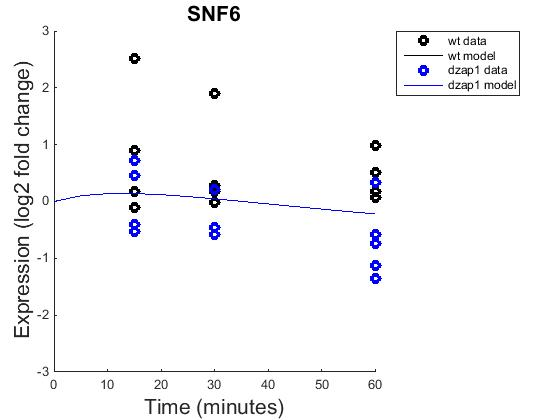 SNF6
3
2
1
0
-1
-2
-3
Expression (log2 fold change)
0 10 20 30 40 50 60
Time (minutes)
wt data
wt model
dzap1 data
dzap1 model